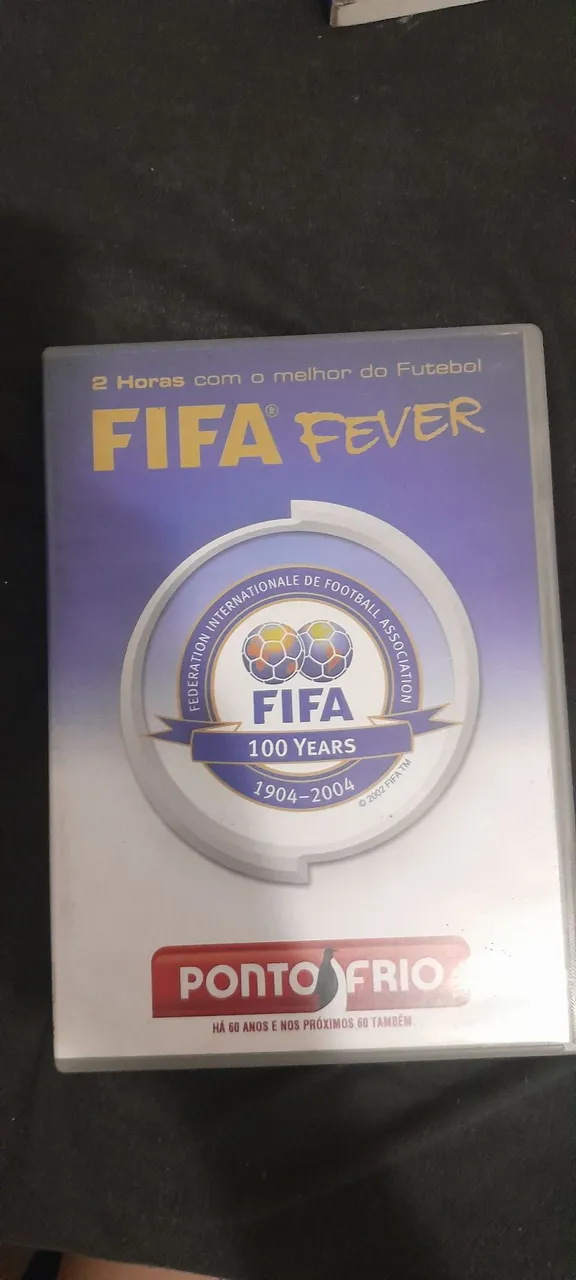 2 Horas com o melhor do Futebol
FIFA® FEVER
FEDERATION INTERNATIONALE DE FOOTBALL ASSOCIATION
FIFA
100 YEARS
1904-2004
© 2002 FIFA TM
PONTO FRIO
HÁ 60 ANOS E NOS PRÓXIMOS 60 TAMBÉM.